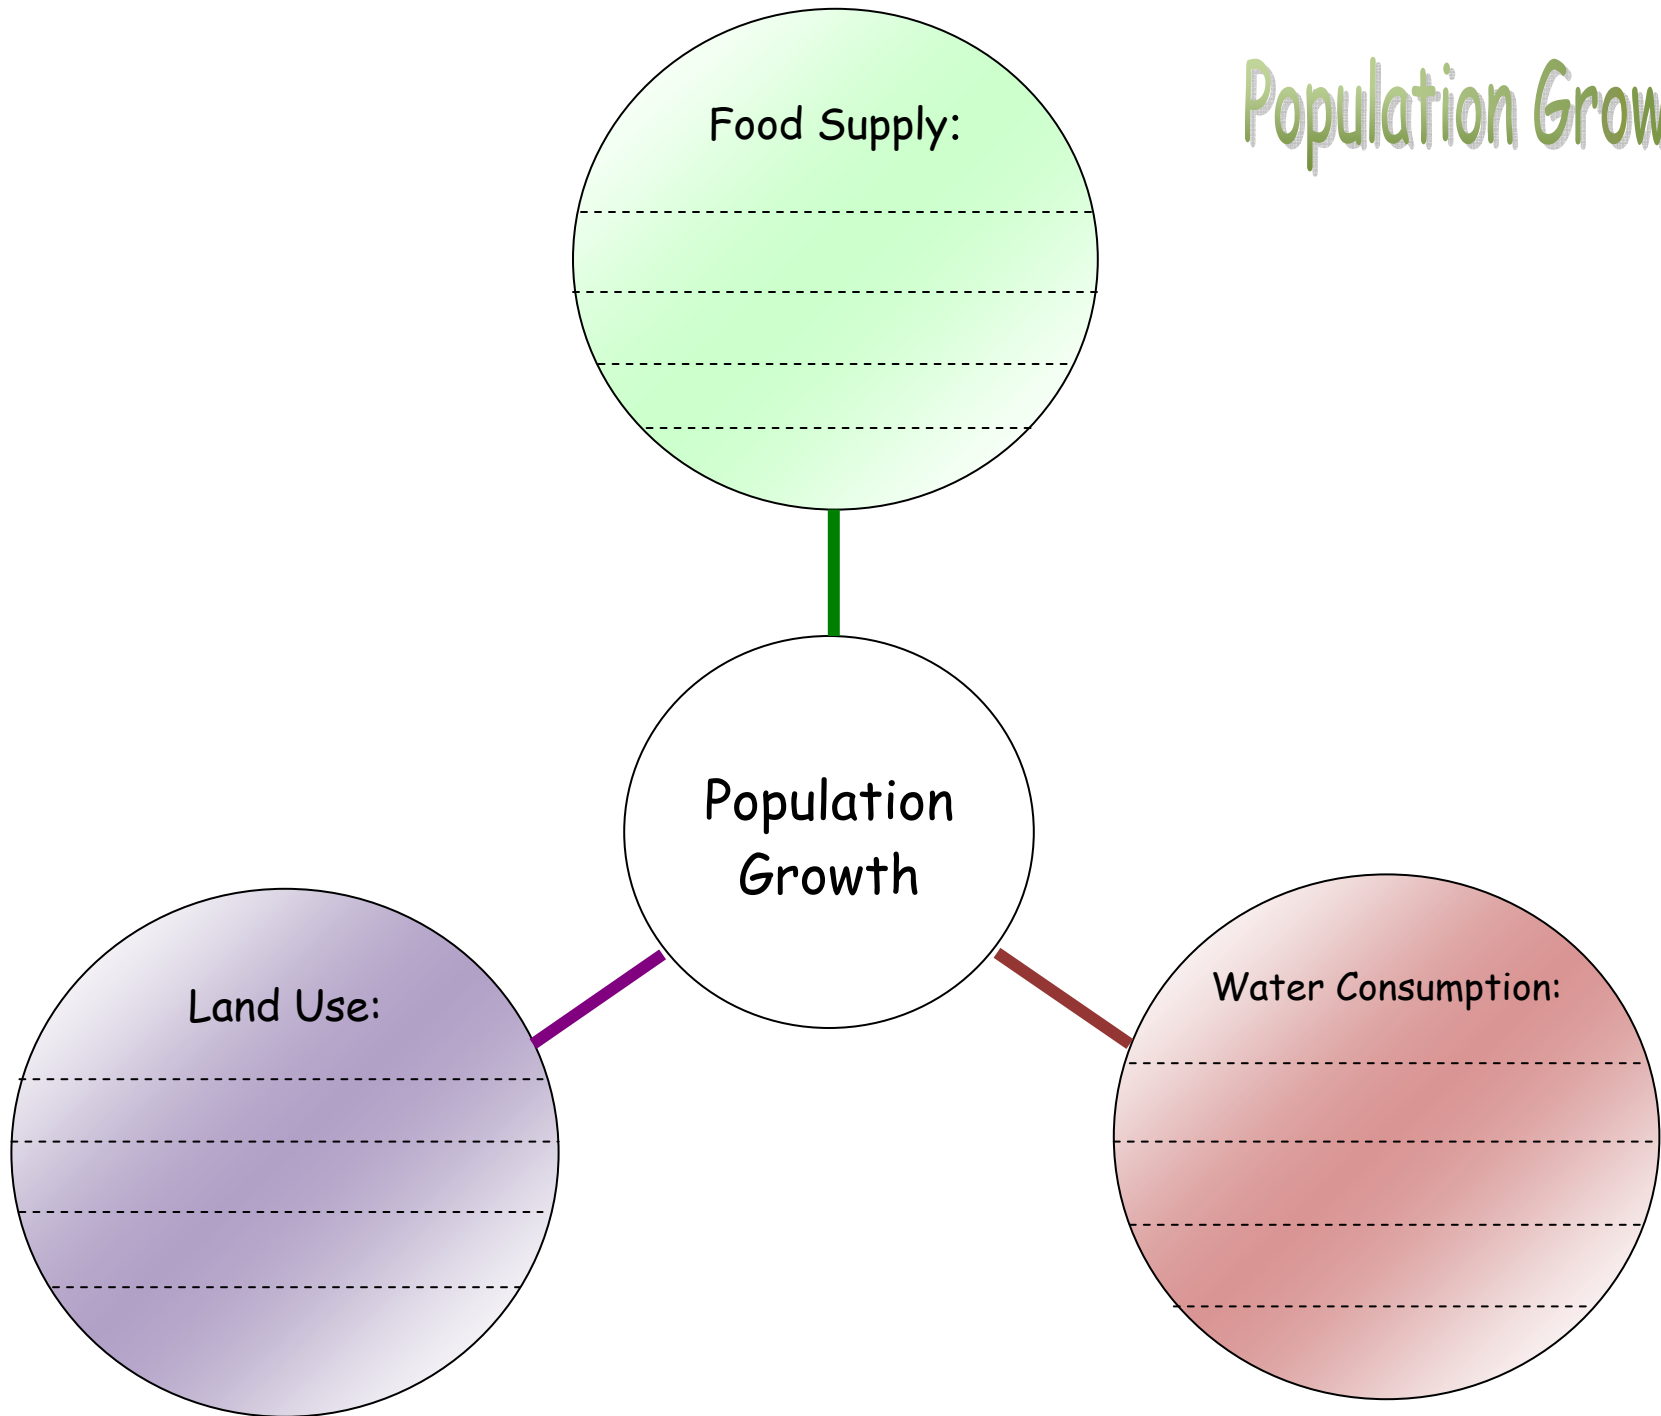 Population Grow
Food Supply:
Population
Growth
Land Use:
Water Consumption: